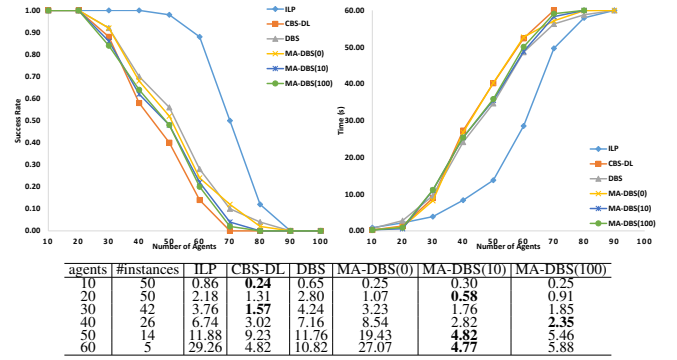 1.00
0.90
0.80
0.70
0.60
0.50
0.40
0.30
0.20
0.10
0.00
Success Rate
10 20 30 40 50 60 70 80 90 100
Number of Agents
ILP
CBS-DL
DBS
MA-DBS(0)
MA-DBS(10)
MA-DBS(100)
60.00
50.00
40.00
30.00
20.00
10.00
0.00
Time (s)
10 20 30 40 50 60 70 80 90 100
Number of Agents
ILP
CBS-DL
DBS
MA-DBS(0)
MA-DBS(10)
MA-DBS(100)
agents #instances ILP CBS-DL DBS MA-DBS(0) MA-DBS(10) MA-DBS(100)
10 50 0.86 0.24 0.65 0.25 0.30 0.25
20 50 2.18 1.31 2.80 1.07 0.58 0.91
30 42 3.76 1.57 4.24 3.23 1.76 1.85
40 26 6.74 3.02 7.16 8.54 2.82 2.35
50 14 11.88 9.23 11.76 19.43 4.82 5.46
60 5 29.26 4.82 10.82 27.07 4.77 5.88